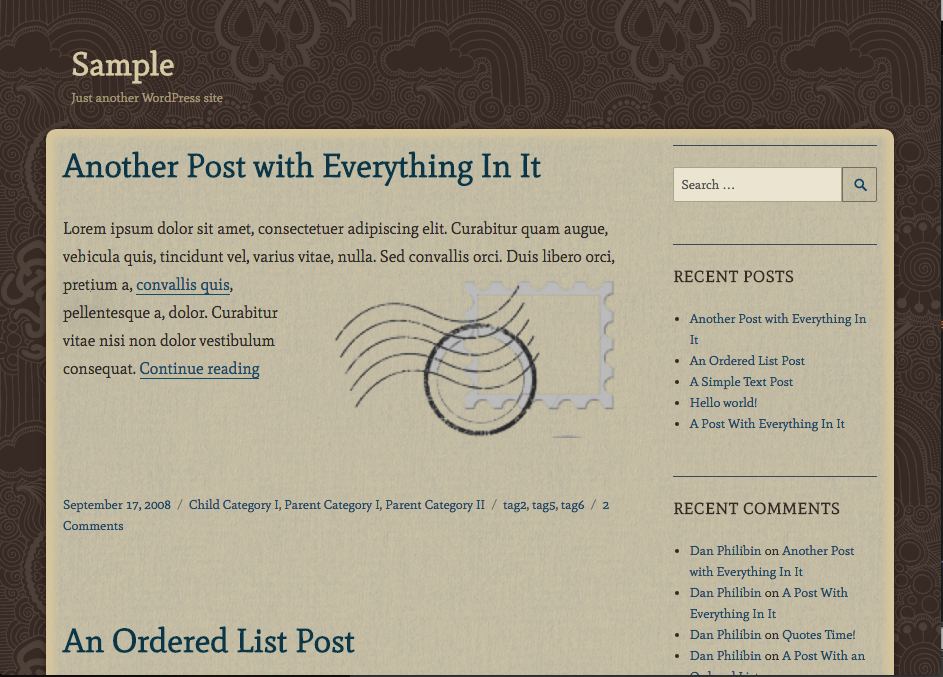 Sample
Just another WordPress site
Another Post with Everything In It
Lorem ipsum dolor sit amet, consectetuer adipiscing elit. Curabitur quam augue,
vehicula quis, tincidunt vel, varius vitae, nulla. Sed convallis orci. Duis libero orci,
pretium a, convallis quis,
pellentesque a, dolor. Curabitur
vitae nisi non dolor vestibulum
consequat. Continue reading
September 17, 2008 / Child Category I, Parent Category I, Parent Category II / tag2, tag5, tag6 / 2
Comments
An Ordered List Post
Search …
RECENT POSTS
• Another Post with Everything In
It
• An Ordered List Post
• A Simple Text Post
• Hello world!
• A Post With Everything In It
RECENT COMMENTS
• Dan Philibin on Another Post
with Everything In It
• Dan Philibin on A Post With
Everything In It
• Dan Philibin on Quotes Time!
• Dan Philibin on A Post With an